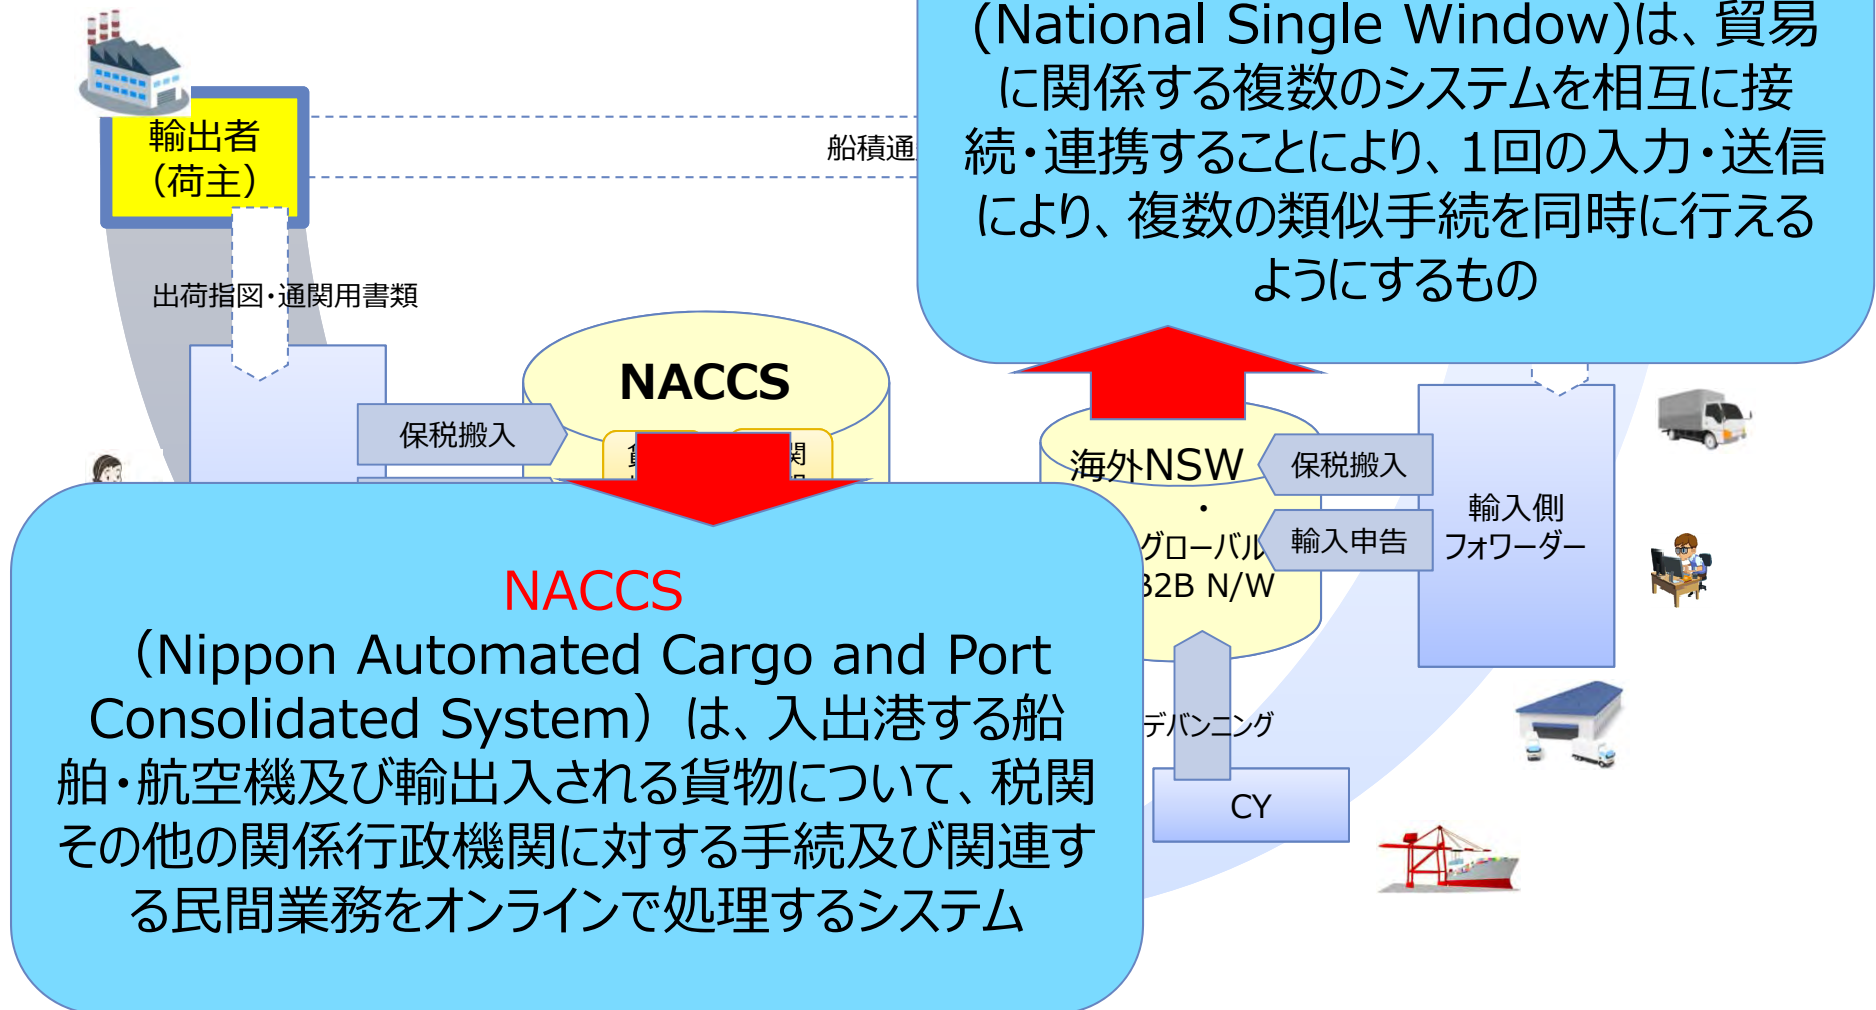 (National Single Window)は、貿易
に関係する複数のシステムを相互に接
続・連携することにより、1回の入力・送信
により、複数の類似手続を同時に行える
ようにするもの
輸出者
（荷主）
船積通
出荷指図・通関用書類
NACCS
保税搬入
関
海外NSW
・
グローバル
B2B N/W
保税搬入
輸入申告
輸入側
フォワーダー
NACCS
（Nippon Automated Cargo and Port
Consolidated System）は、入出港する船
舶・航空機及び輸出入される貨物について、税関
その他の関係行政機関に対する手続及び関連す
る民間業務をオンラインで処理するシステム
デバンニング
CY